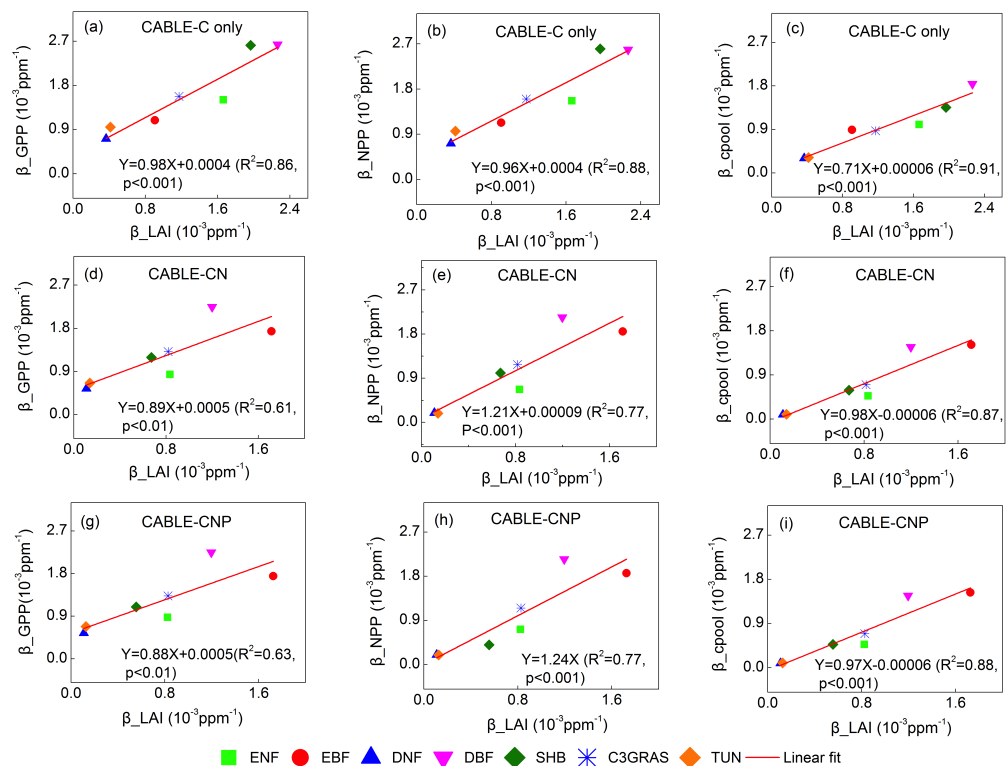 (a) CABLE-C only
2.7
1.8
0.9
0.0
β_GPP (10⁻³ppm⁻¹)
Y=0.98X+0.0004 (R²=0.86,
p<0.001)
0.0 0.8 1.6 2.4
β_LAI (10⁻³ppm⁻¹)
(b) CABLE-C only
2.7
1.8
0.9
0.0
β_NPP (10⁻³ppm⁻¹)
Y=0.96X+0.0004 (R²=0.88,
p<0.001)
0.0 0.8 1.6 2.4
β_LAI (10⁻³ppm⁻¹)
(c) CABLE-C only
2.7
1.8
0.9
0.0
β_cpool (10⁻³ppm⁻¹)
Y=0.71X+0.00006 (R²=0.91,
p<0.001)
0.0 0.8 1.6 2.4
β_LAI (10⁻³ppm⁻¹)
(d) CABLE-CN
2.7
1.8
0.9
0.0
β_GPP (10⁻³ppm⁻¹)
Y=0.89X+0.0005 (R²=0.61,
p<0.01)
0.0 0.8 1.6
β_LAI (10⁻³ppm⁻¹)
(e) CABLE-CN
2.7
1.8
0.9
0.0
β_NPP (10⁻³ppm⁻¹)
Y=1.21X+0.00009 (R²=0.77,
P<0.001)
0.0 0.8 1.6
β_LAI (10⁻³ppm⁻¹)
(f) CABLE-CN
2.7
1.8
0.9
0.0
β_cpool (10⁻³ppm⁻¹)
Y=0.98X-0.00006 (R²=0.87,
p<0.001)
0.0 0.8 1.6
β_LAI (10⁻³ppm⁻¹)
(g) CABLE-CNP
2.7
1.8
0.9
0.0
β_GPP(10⁻³ppm⁻¹)
Y=0.88X+0.0005(R²=0.63,
p<0.01)
0.0 0.8 1.6
β_LAI (10⁻³ppm⁻¹)
(h) CABLE-CNP
2.7
1.8
0.9
0.0
β_NPP(10⁻³ppm⁻¹)
Y=1.24X (R²=0.77,
p<0.001)
0.0 0.8 1.6
β_LAI (10⁻³ppm⁻¹)
(i) CABLE-CNP
2.7
1.8
0.9
0.0
β_cpool (10⁻³ppm⁻¹)
Y=0.97X-0.00006 (R²=0.88,
p<0.001)
0.0 0.8 1.6
β_LAI (10⁻³ppm⁻¹)
ENF EBF DNF DBF SHB C3GRAS TUN Linear fit